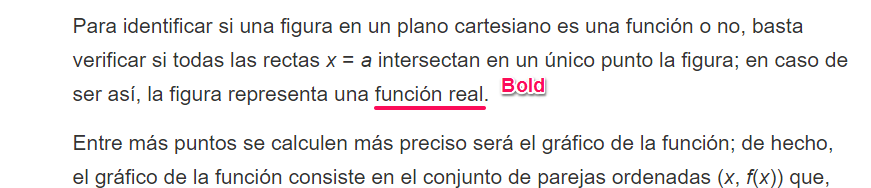 Para identificar si una figura en un plano cartesiano es una función o no, basta
verificar si todas las rectas x = a intersectan en un único punto la figura; en caso de
ser así, la figura representa una función real. Bold
Entre más puntos se calculen más preciso será el gráfico de la función; de hecho,
el gráfico de la función consiste en el conjunto de parejas ordenadas (x, f(x)) que,